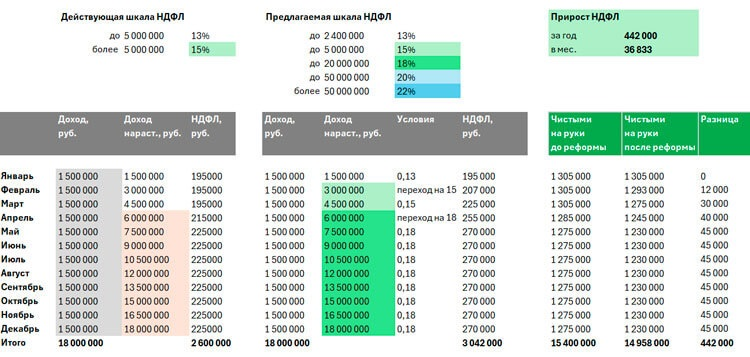 Действующая шкала НДФЛ Предлагаемая шкала НДФЛ Прирост НДФЛ
до 5 000 000 13% до 2 400 000 13% за год 442 000
более 5 000 000 15% до 5 000 000 15% в мес. 36 833
до 20 000 000 18%
до 50 000 000 20%
более 50 000 000 22%
Доход, Доход НДФЛ, Доход, Доход Условия НДФЛ, Чистыми Чистыми Разница
руб. нараст., руб. руб. руб. нараст., руб. руб. на руки на руки
до реформы после реформы
Январь 1 500 000 1 500 000 195000 1 500 000 1 500 000 0,13 195 000 1 305 000 1 305 000 0
Февраль 1 500 000 3 000 000 195000 1 500 000 3 000 000 переход на 15 207 000 1 305 000 1 293 000 12 000
Март 1 500 000 4 500 000 195000 1 500 000 4 500 000 0,15 225 000 1 305 000 1 275 000 30 000
Апрель 1 500 000 6 000 000 215000 1 500 000 6 000 000 переход на 18 255 000 1 285 000 1 245 000 40 000
Май 1 500 000 7 500 000 225000 1 500 000 7 500 000 0,18 270 000 1 275 000 1 230 000 45 000
Июнь 1 500 000 9 000 000 225000 1 500 000 9 000 000 0,18 270 000 1 275 000 1 230 000 45 000
Июль 1 500 000 10 500 000 225000 1 500 000 10 500 000 0,18 270 000 1 275 000 1 230 000 45 000
Август 1 500 000 12 000 000 225000 1 500 000 12 000 000 0,18 270 000 1 275 000 1 230 000 45 000
Сентябрь 1 500 000 13 500 000 225000 1 500 000 13 500 000 0,18 270 000 1 275 000 1 230 000 45 000
Октябрь 1 500 000 15 000 000 225000 1 500 000 15 000 000 0,18 270 000 1 275 000 1 230 000 45 000
Ноябрь 1 500 000 16 500 000 225000 1 500 000 16 500 000 0,18 270 000 1 275 000 1 230 000 45 000
Декабрь 1 500 000 18 000 000 225000 1 500 000 18 000 000 0,18 270 000 1 275 000 1 230 000 45 000
Итого 18 000 000 2 600 000 18 000 000 3 042 000 15 400 000 14 958 000 442 000